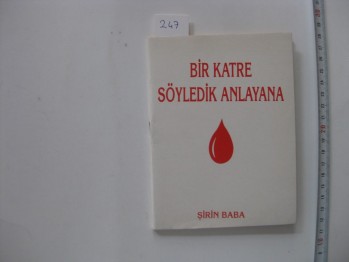 247
BİR KATRE
SÖYLEDİK ANLAYANA
ŞİRİN BABA